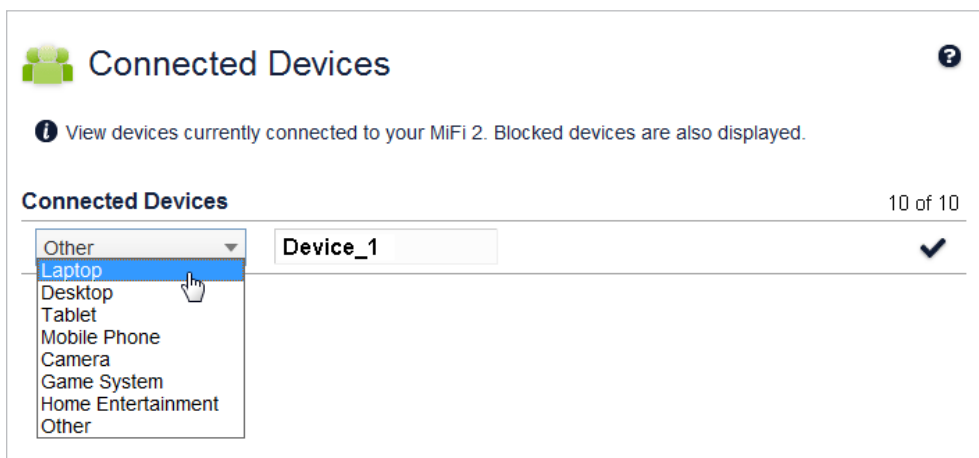 Connected Devices
?
i View devices currently connected to your MiFi 2. Blocked devices are also displayed.
Connected Devices 10 of 10
Other Device_1
Laptop
Desktop
Tablet
Mobile Phone
Camera
Game System
Home Entertainment
Other